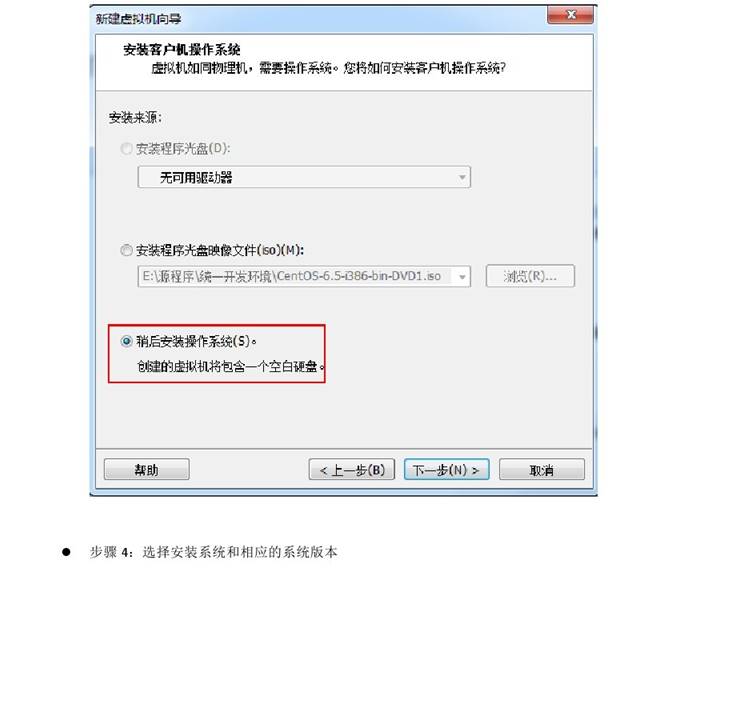 新建虚拟机向导
安装客户机操作系统
虚拟机如同物理机，需要操作系统。您将如何安装客户机操作系统?
安装来源:
安装程序光盘(D):
无可用驱动器
安装程序光盘映像文件(iso)(M):
E:\源程序\统一开发环境\CentOS-6.5-i386-bin-DVD1.iso 浏览(R)...
稍后安装操作系统(S)。
创建的虚拟机将包含一个空白硬盘。
帮助 < 上一步(B) 下一步(N) > 取消
● 步骤 4：选择安装系统和相应的系统版本